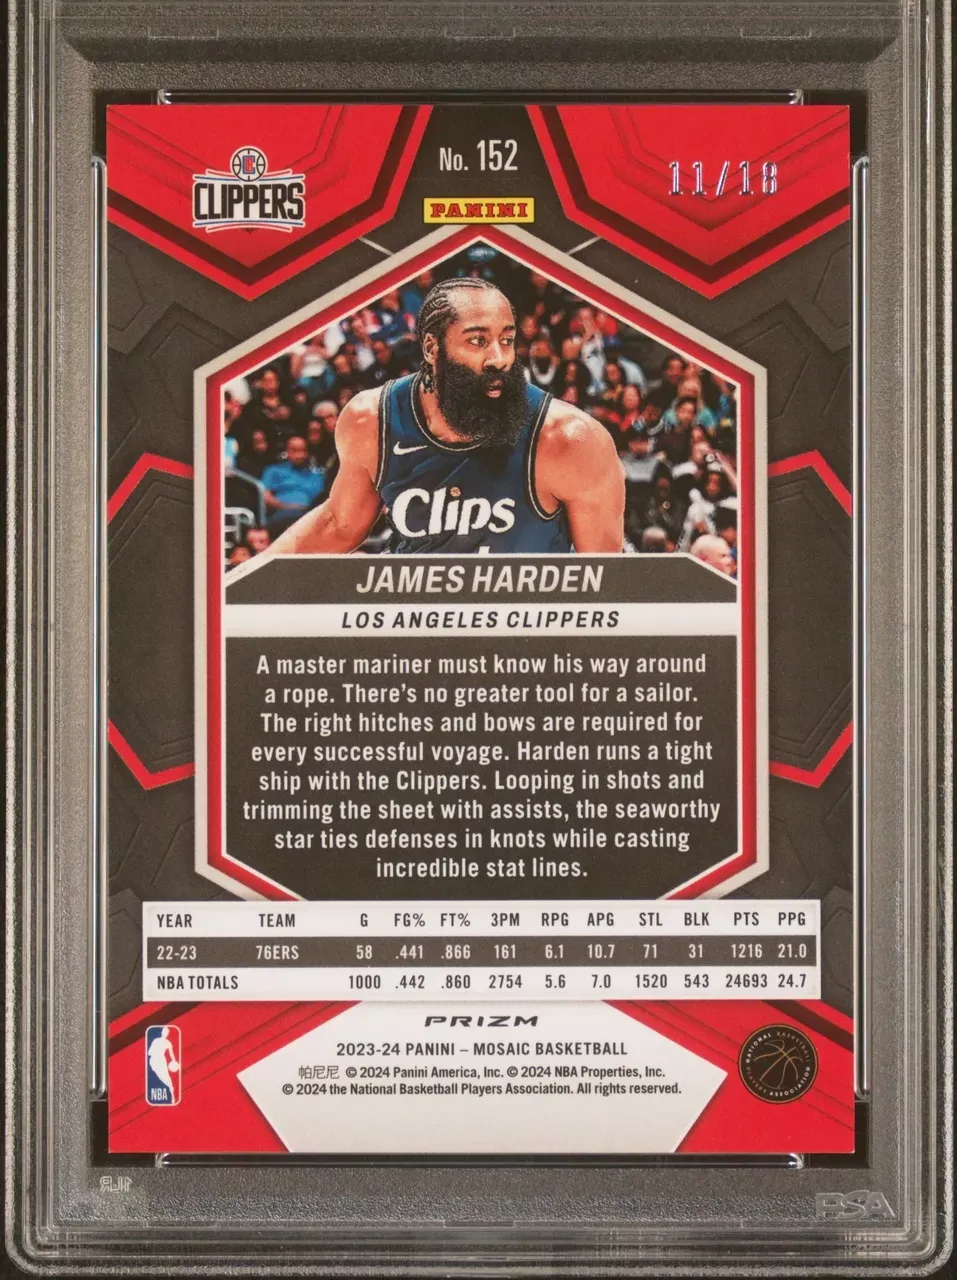 CLIPPERS
No. 152
11/18
PANINI
Clips
JAMES HARDEN
LOS ANGELES CLIPPERS
A master mariner must know his way around
a rope. There's no greater tool for a sailor.
The right hitches and bows are required for
every successful voyage. Harden runs a tight
ship with the Clippers. Looping in shots and
trimming the sheet with assists, the seaworthy
star ties defenses in knots while casting
incredible stat lines.
YEAR TEAM G FG% FT% 3PM RPG APG STL BLK PTS PPG
22-23 76ERS 58 .441 .866 161 6.1 10.7 71 31 1216 21.0
NBA TOTALS 1000 .442 .860 2754 5.6 7.0 1520 543 24693 24.7
PRIZM
2023-24 PANINI – MOSAIC BASKETBALL
帕尼尼 © 2024 Panini America, Inc. © 2024 NBA Properties, Inc.
© 2024 the National Basketball Players Association. All rights reserved.
NBA
NATIONAL BASKETBALL PLAYERS ASSOCIATION
PSA